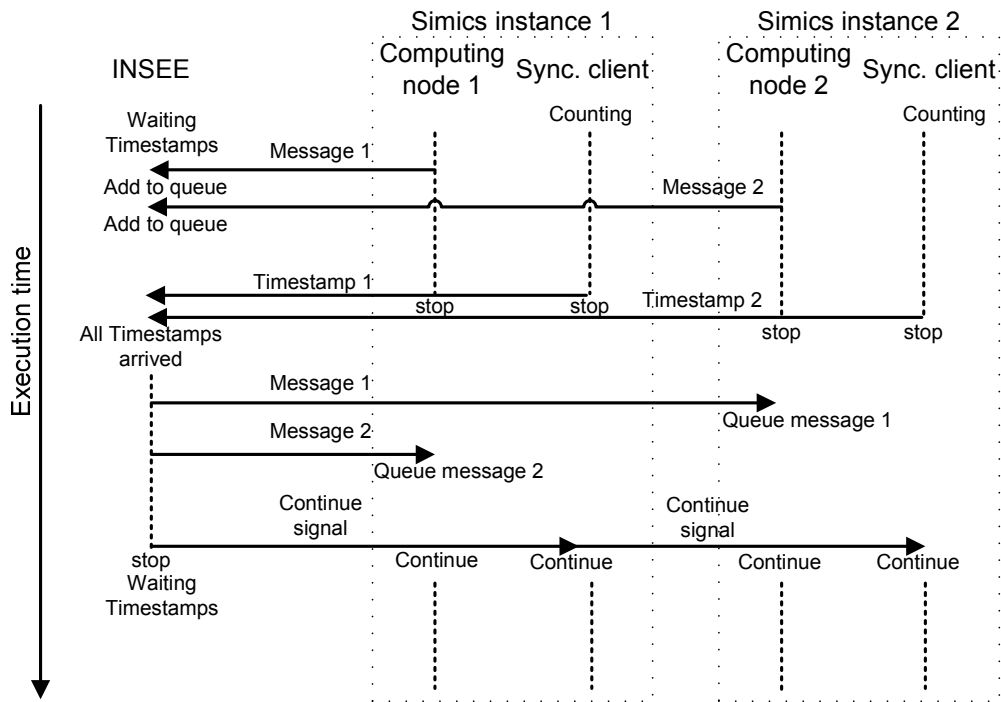 Simics instance 1
Simics instance 2
INSEE
Computing
node 1
Sync. client
Computing
node 2
Sync. client
Execution time
Waiting
Timestamps
Counting
Counting
Message 1
Add to queue
Message 2
Add to queue
Timestamp 1
stop
stop
Timestamp 2
stop
stop
All Timestamps
arrived
Message 1
Queue message 1
Message 2
Queue message 2
Continue
signal
Continue
signal
stop
Waiting
Timestamps
Continue
Continue
Continue
Continue